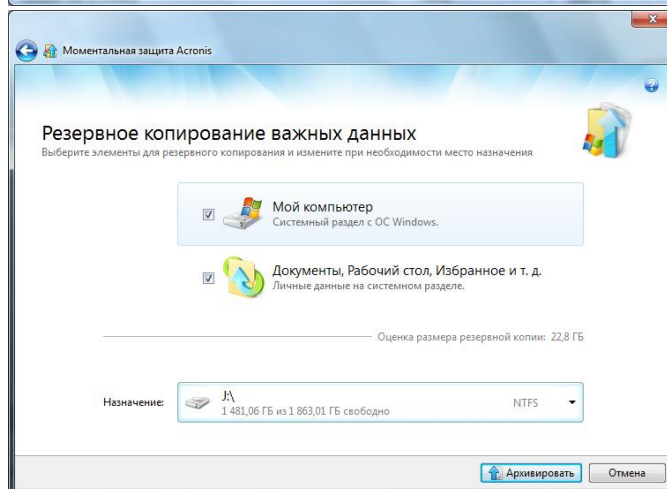 Моментальная защита Acronis
Резервное копирование важных данных
Выберите элементы для резервного копирования и измените при необходимости место назначения
Мой компьютер
Системный раздел с ОС Windows.
Документы, Рабочий стол, Избранное и т. д.
Личные данные на системном разделе.
Оценка размера резервной копии: 22,8 ГБ
Назначение:
J:\
1 481,06 ГБ из 1 863,01 ГБ свободно
NTFS
Архивировать
Отмена